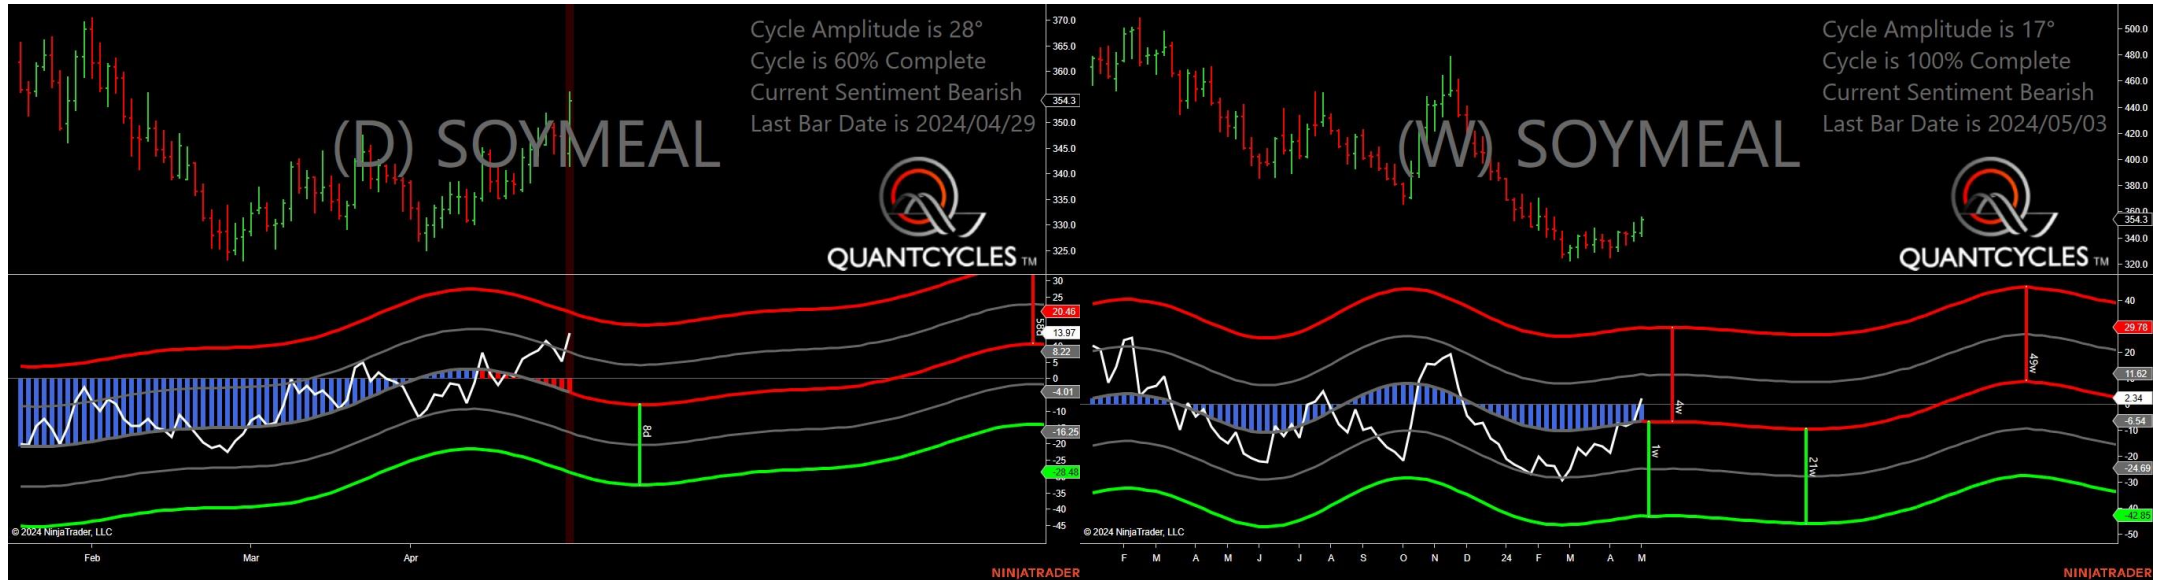 Cycle Amplitude is 28°
Cycle is 60% Complete
Current Sentiment Bearish
Last Bar Date is 2024/04/29
(D) SOYMEAL
QUANTCYCLES TM
370.0
365.0
360.0
354.3
350.0
345.0
340.0
335.0
330.0
325.0
30
25
20.46
58d
13.97
8.22
5
0
-4.01
-10
-16.25
-20
-25
-28.48
-35
-40
-45
8d
© 2024 NinjaTrader, LLC
Feb Mar Apr
NINJATRADER
Cycle Amplitude is 17°
Cycle is 100% Complete
Current Sentiment Bearish
Last Bar Date is 2024/05/03
(W) SOYMEAL
QUANTCYCLES TM
500.0
480.0
460.0
440.0
420.0
400.0
380.0
360.0
354.3
340.0
320.0
40
29.78
20
11.62
2.34
-6.54
-10
-20
-24.69
-30
-42.85
-50
4w
1w
21w
49w
© 2024 NinjaTrader, LLC
F M A M J J A S O N D 24 F M A M
NINJATRADER